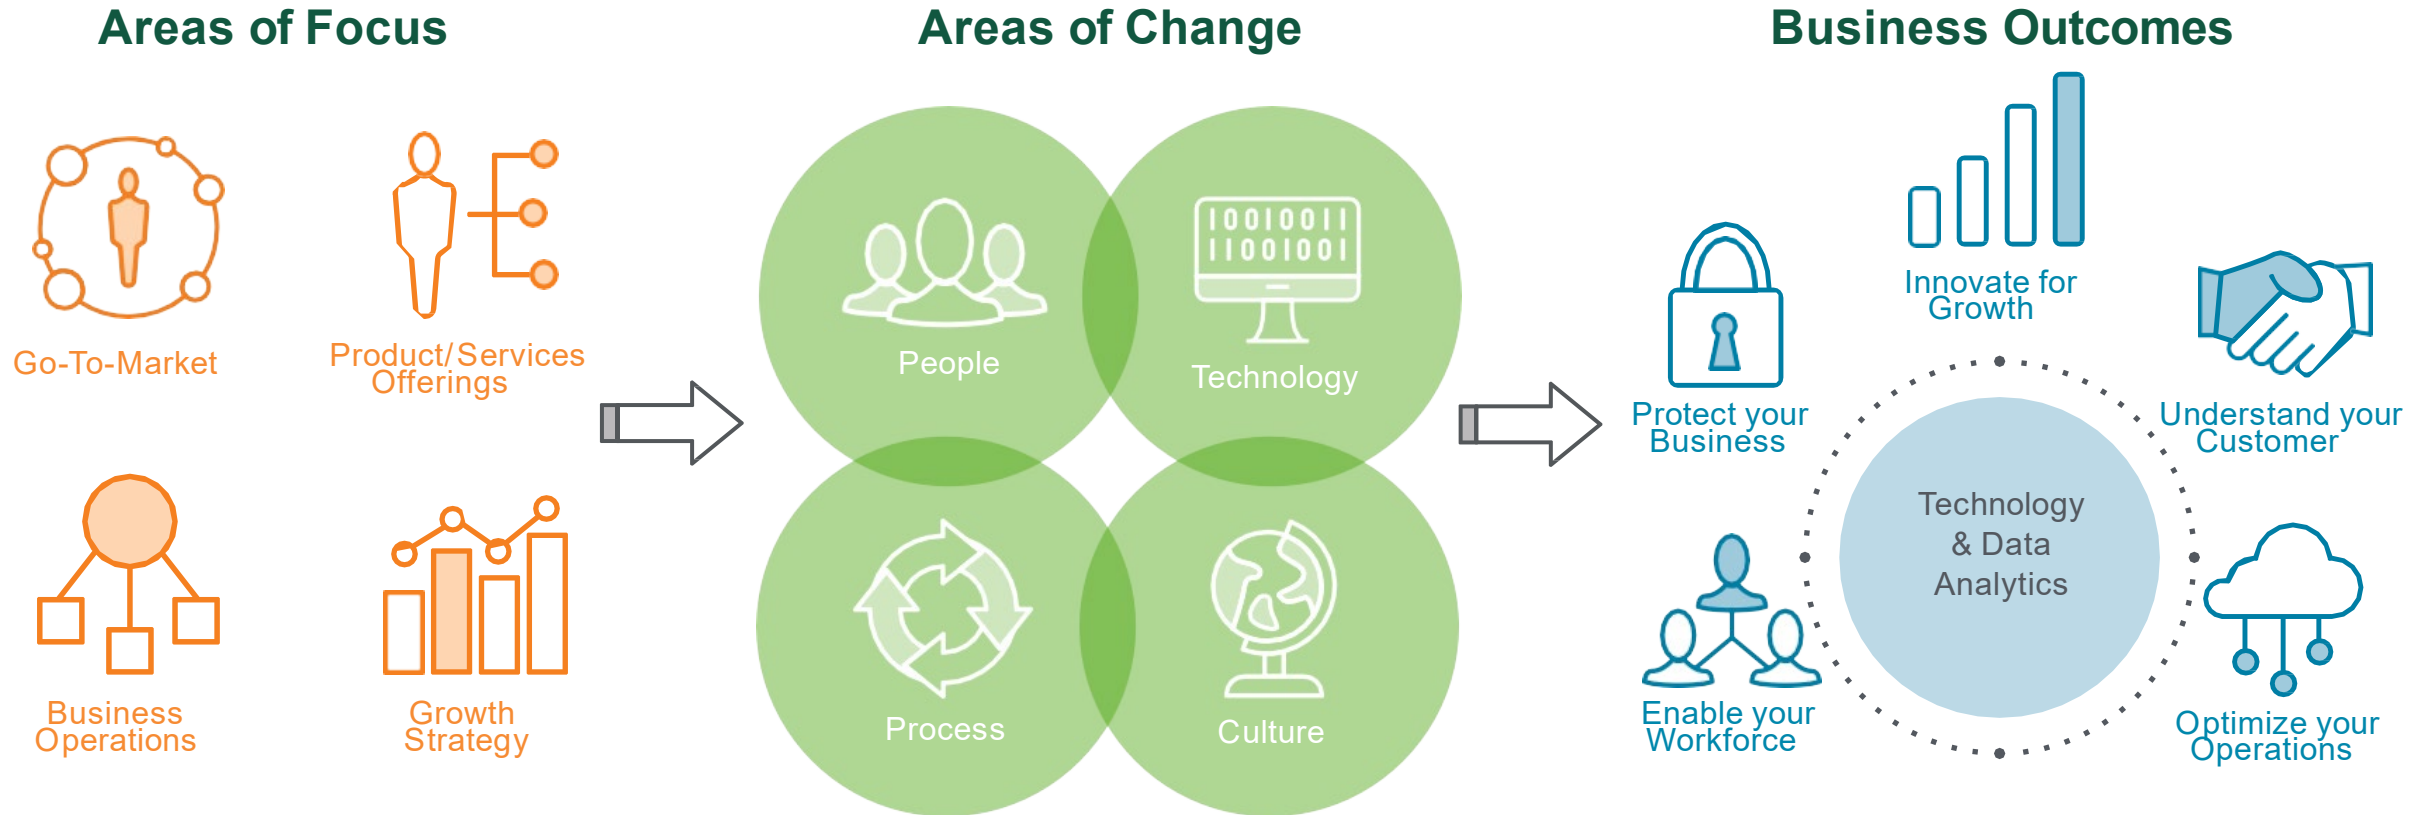 Areas of Focus
Go-To-Market
Product/Services
Offerings
Business
Operations
Growth
Strategy
Areas of Change
People
10010011
11001001
Technology
Process
Culture
Business Outcomes
Innovate for
Growth
Protect your
Business
Understand your
Customer
Technology
& Data
Analytics
Enable your
Workforce
Optimize your
Operations